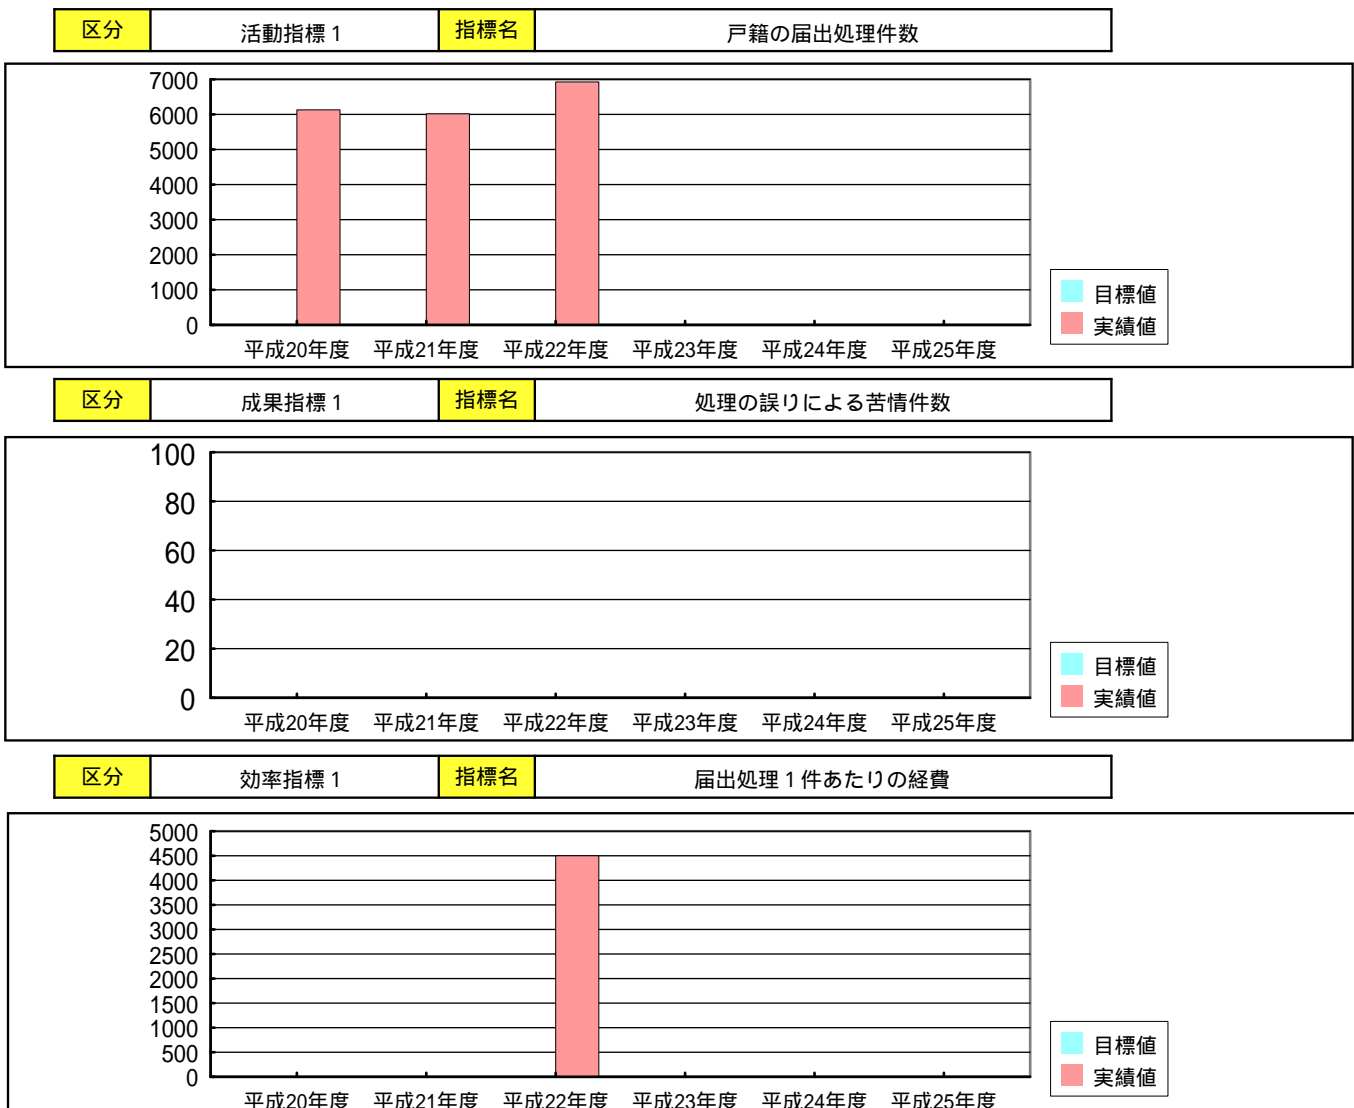 区分 活動指標１ 指標名 戸籍の届出処理件数
7000
6000
5000
4000
3000
2000
1000
0
平成20年度 平成21年度 平成22年度 平成23年度 平成24年度 平成25年度
目標値
実績値
区分 成果指標１ 指標名 処理の誤りによる苦情件数
100
80
60
40
20
0
平成20年度 平成21年度 平成22年度 平成23年度 平成24年度 平成25年度
目標値
実績値
区分 効率指標１ 指標名 届出処理１件あたりの経費
5000
4500
4000
3500
3000
2500
2000
1500
1000
500
0
平成20年度 平成21年度 平成22年度 平成23年度 平成24年度 平成25年度
目標値
実績値